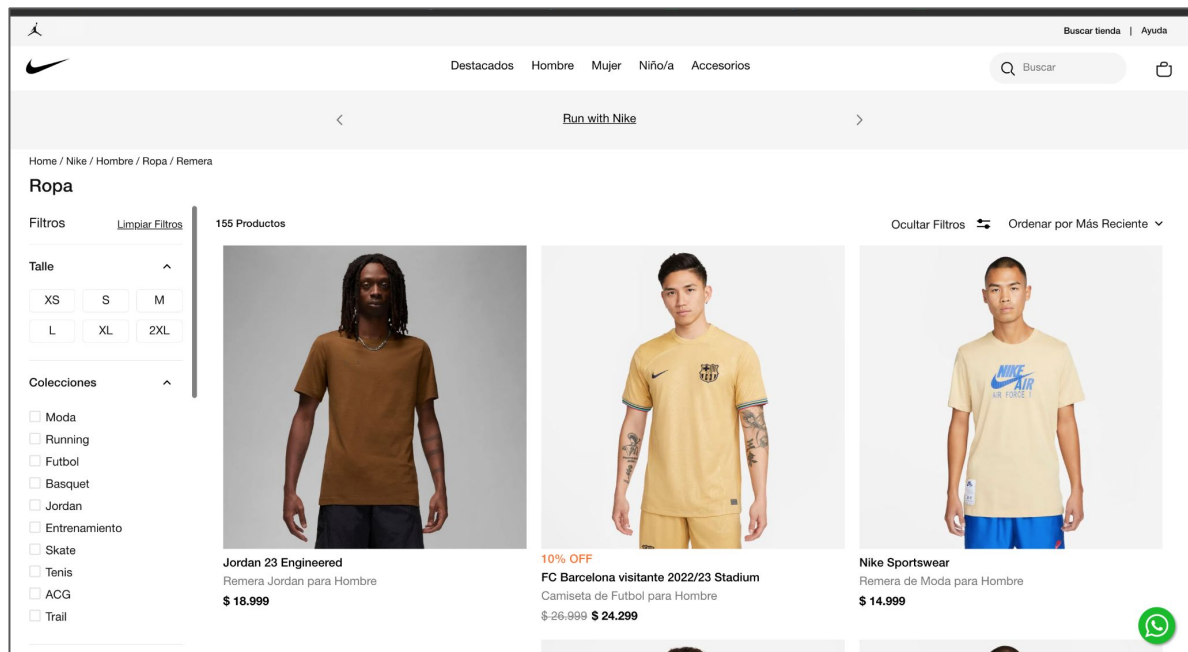 Buscar tienda | Ayuda
Destacados Hombre Mujer Niño/a Accesorios
Buscar
Run with Nike
Home / Nike / Hombre / Ropa / Remera
Ropa
Filtros Limpiar Filtros
155 Productos
Ocultar Filtros Ordenar por Más Reciente
Talle
XS S M
L XL 2XL
Colecciones
Moda
Running
Futbol
Basquet
Jordan
Entrenamiento
Skate
Tenis
ACG
Trail
Jordan 23 Engineered
Remera Jordan para Hombre
$ 18.999
10% OFF
FC Barcelona visitante 2022/23 Stadium
Camiseta de Futbol para Hombre
$ 26.999 $ 24.299
NIKE
AIR
AIR FORCE 1
Nike Sportswear
Remera de Moda para Hombre
$ 14.999